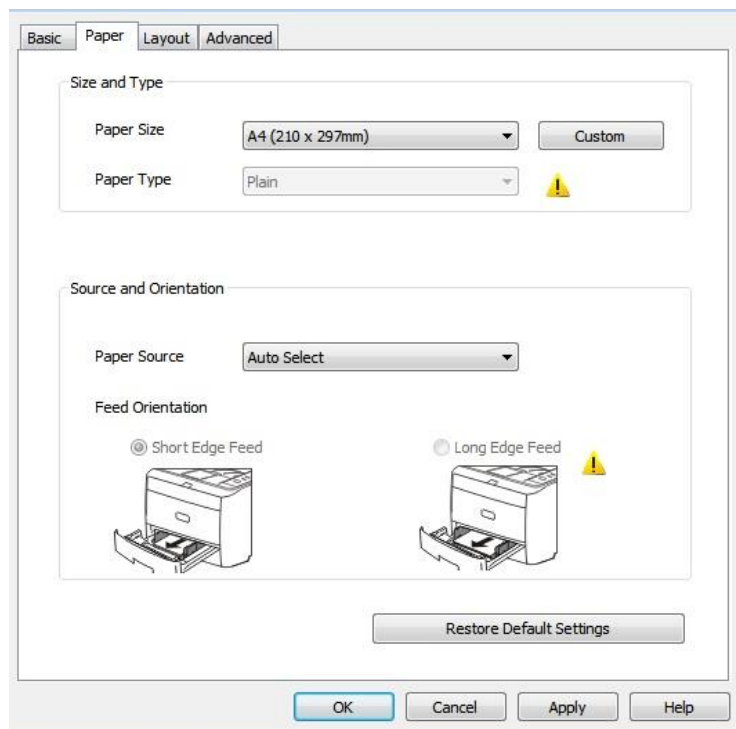 Basic Paper Layout Advanced
Size and Type
Paper Size A4 (210 x 297mm) Custom
Paper Type Plain
Source and Orientation
Paper Source Auto Select
Feed Orientation
Short Edge Feed Long Edge Feed
Restore Default Settings
OK Cancel Apply Help